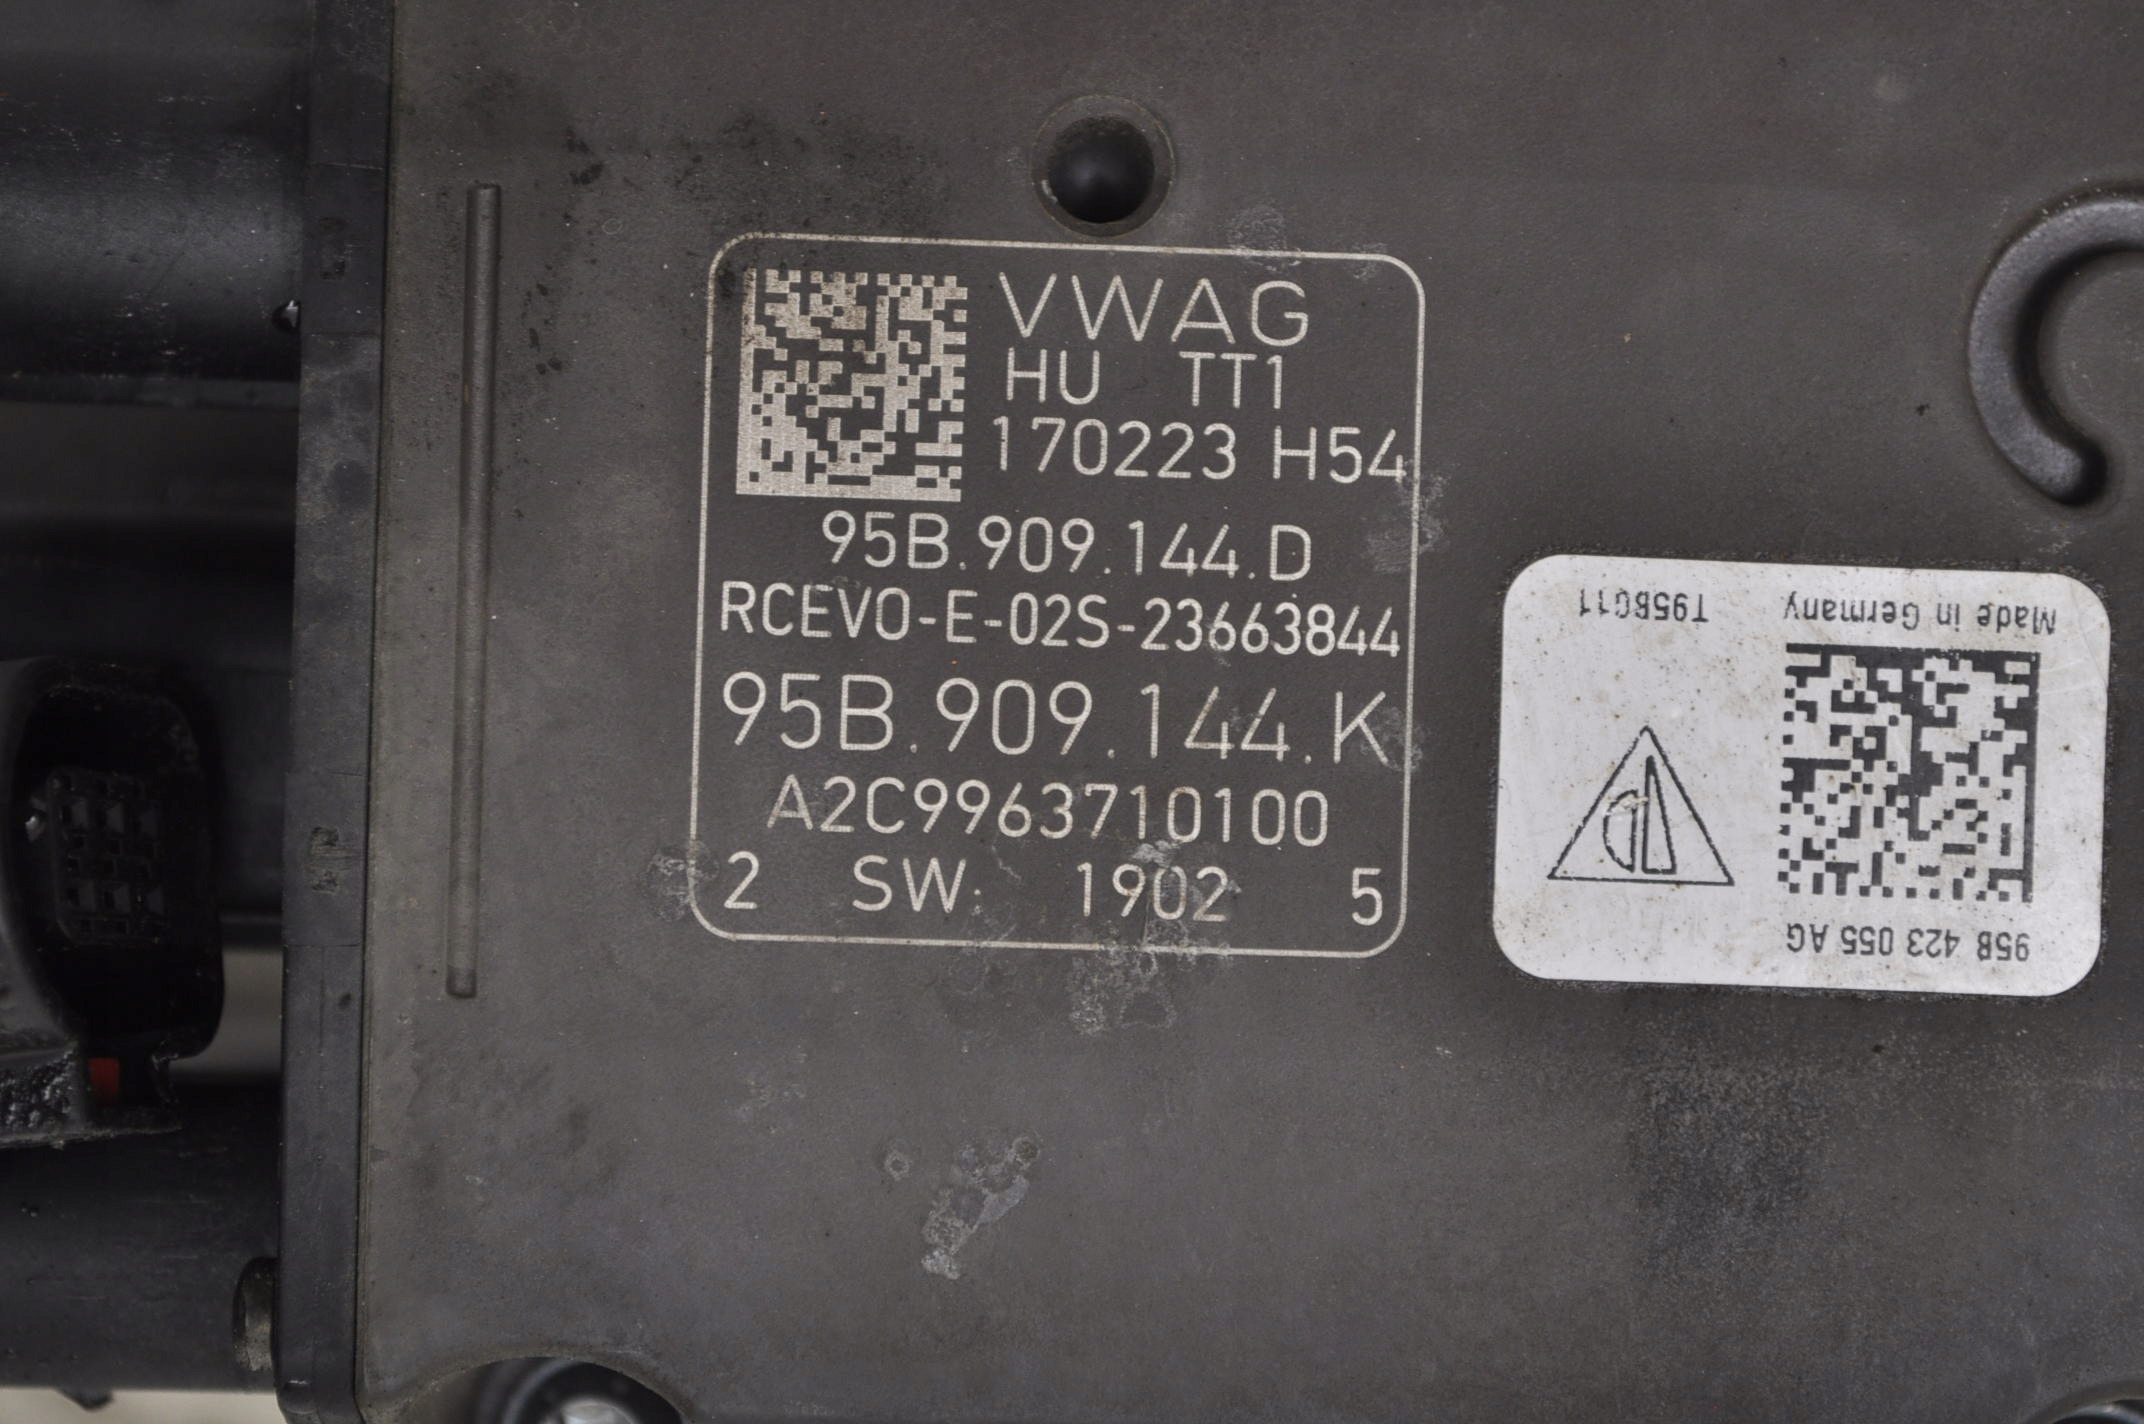 VWAG
HU TT1
170223 H54
95B.909.144.D
RCEVO-E-02S-23663844
95B.909.144.K
A2C9963710100
2 SW: 1902 5
95B 423 055 AG
Made in Germany T95BC11